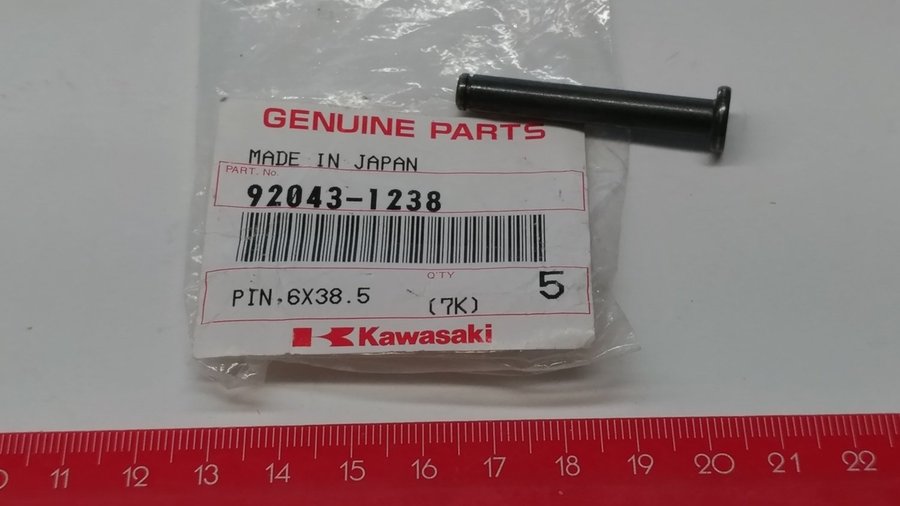 GENUINE PARTS
MADE IN JAPAN
PART. No.
92043-1238
Q'TY
PIN,6X38.5 (7K) 5
Kawasaki
0 11 12 13 14 15 16 17 18 19 20 21 22